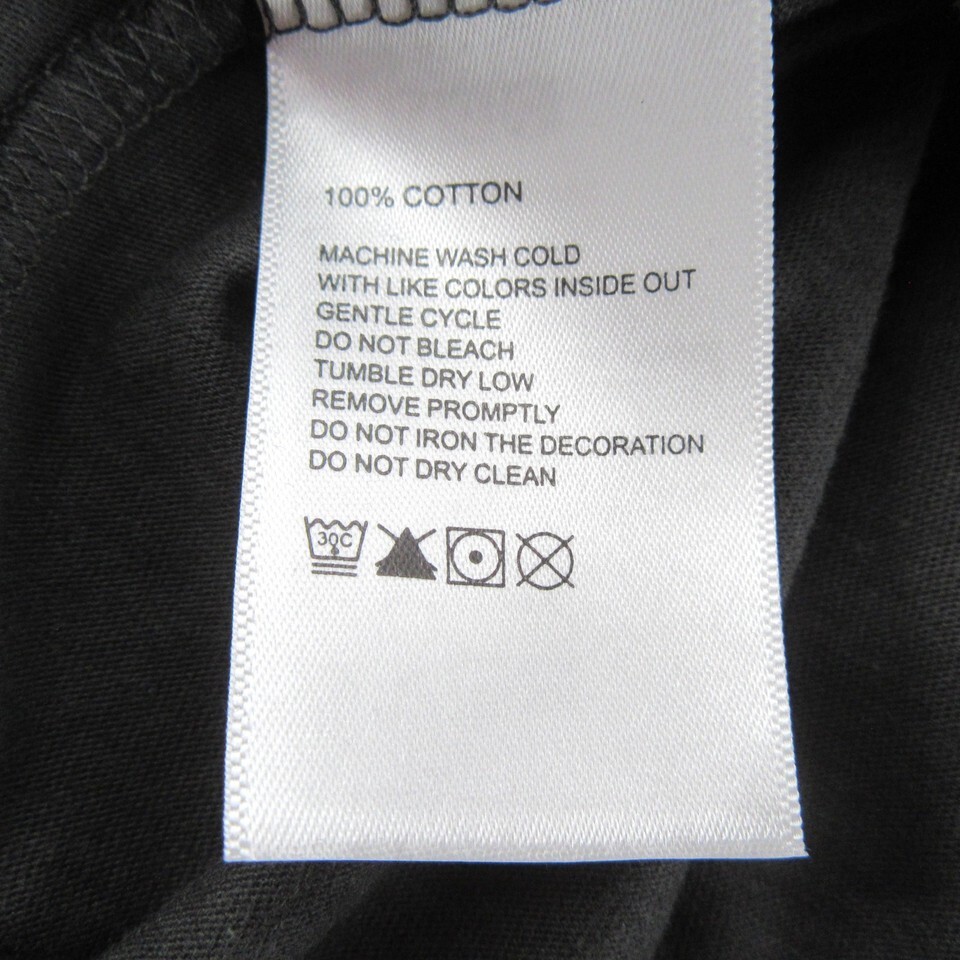 100% COTTON
MACHINE WASH COLD
WITH LIKE COLORS INSIDE OUT
GENTLE CYCLE
DO NOT BLEACH
TUMBLE DRY LOW
REMOVE PROMPTLY
DO NOT IRON THE DECORATION
DO NOT DRY CLEAN
30C